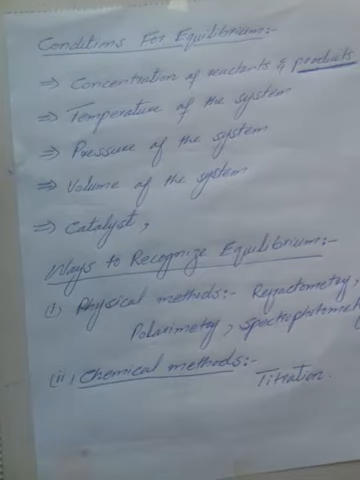 Conditions For Equilibrium:-
⇒ Concentration of reactants & products
⇒ Temperature of the system
⇒ Pressure of the system
⇒ Volume of the system
⇒ Catalyst,
Ways to Recognize Equilibrium:-
(i) Physical methods:- Refractometry,
Polarimetry,
(ii) Chemical methods:-
Titration.